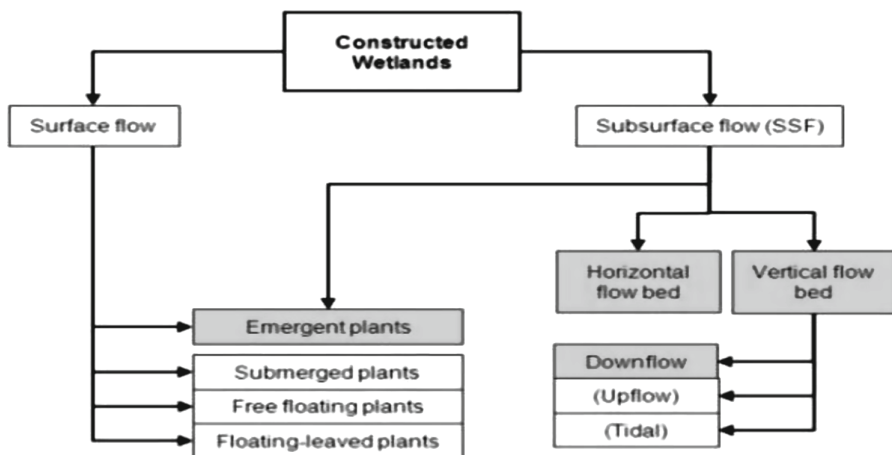 Constructed
Wetlands
Surface flow
Subsurface flow (SSF)
Horizontal
flow bed
Vertical flow
bed
Emergent plants
Submerged plants
Free floating plants
Floating-leaved plants
Downflow
(Upflow)
(Tidal)